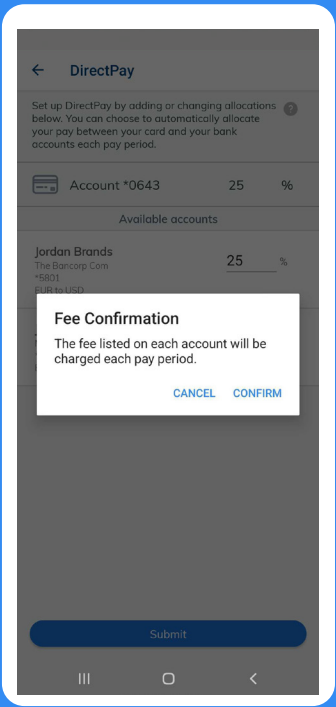 DirectPay
Set up DirectPay by adding or changing allocations
below. You can choose to automatically allocate
your pay between your card and your bank
accounts each pay period.
?
Account *0643 25 %
Available accounts
Jordan Brands
The Bancorp Com
*5801
EUR to USD
25 %
Fee Confirmation
The fee listed on each account will be
charged each pay period.
CANCEL CONFIRM
Submit